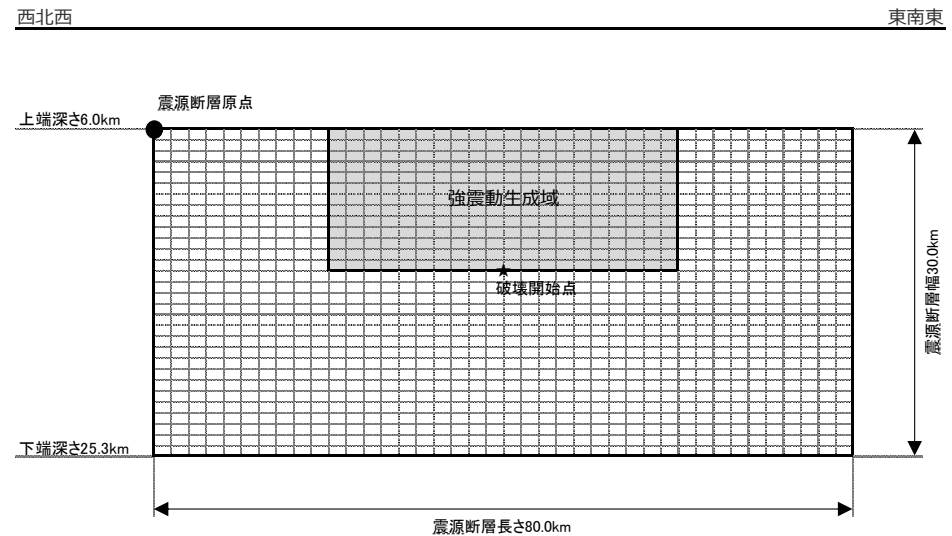 西北西
東南東
震源断層原点
上端深さ6.0km
強震動生成域
破壊開始点
震源断層幅30.0km
下端深さ25.3km
震源断層長さ80.0km